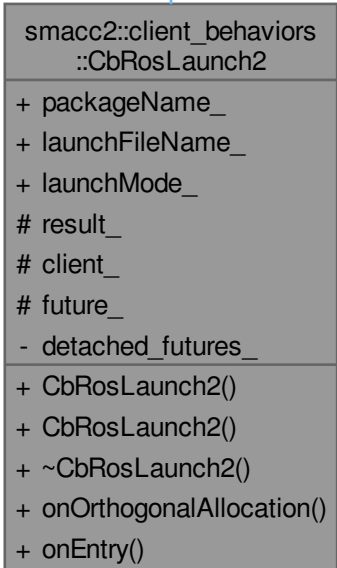 smacc2::client_behaviors
::CbRosLaunch2
+ packageName_
+ launchFileName_
+ launchMode_
# result_
# client_
# future_
- detached_futures_
+ CbRosLaunch2()
+ CbRosLaunch2()
+ ~CbRosLaunch2()
+ onOrthogonalAllocation()
+ onEntry()